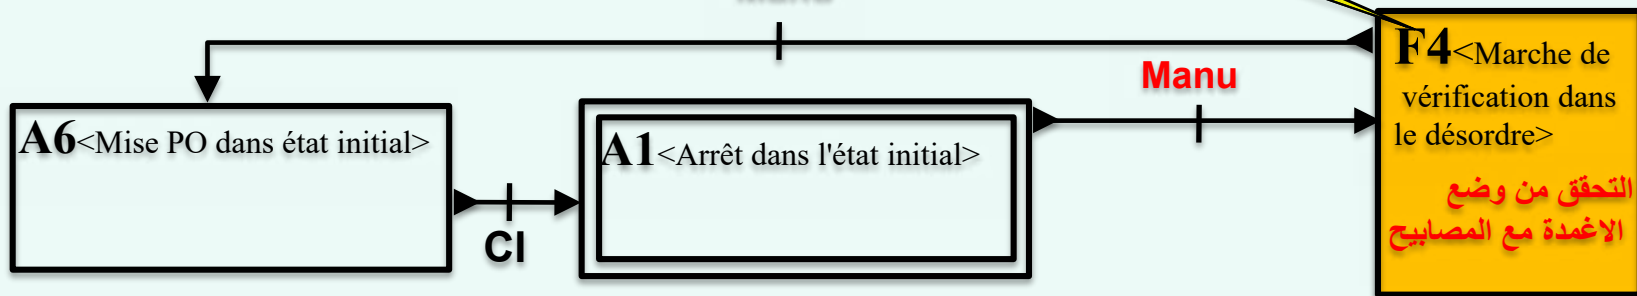 F4<Marche de
vérification dans
le désordre>
التحقق من وضع
الاغمدة مع المصابيح
Manu
A6<Mise PO dans état initial>
A1<Arrêt dans l'état initial>
CI